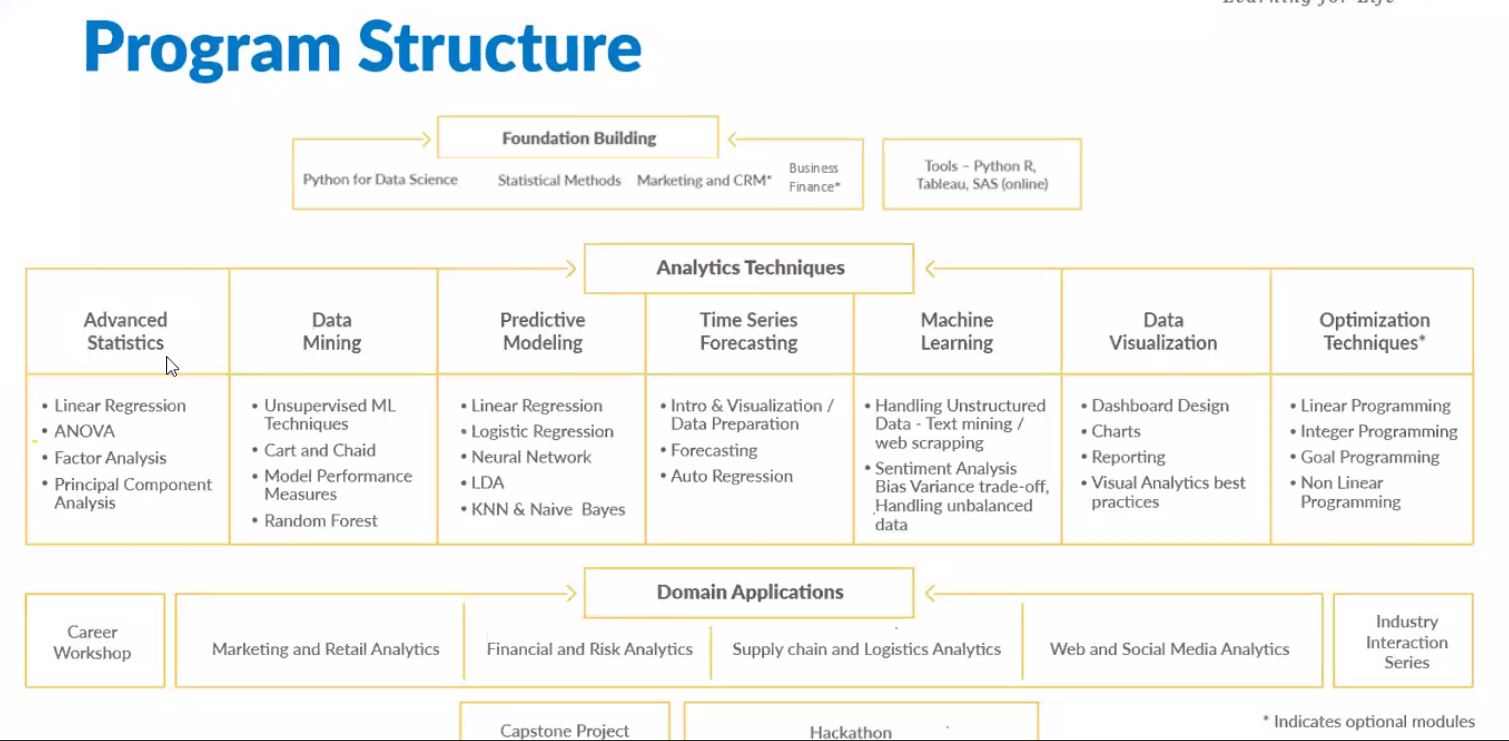 Learning for Life
Program Structure
Foundation Building
Python for Data Science
Statistical Methods
Marketing and CRM*
Business
Finance*
Tools – Python R,
Tableau, SAS (online)
Analytics Techniques
Advanced
Statistics
Data
Mining
Predictive
Modeling
Time Series
Forecasting
Machine
Learning
Data
Visualization
Optimization
Techniques*
• Linear Regression
• ANOVA
• Factor Analysis
• Principal Component
Analysis
• Unsupervised ML
Techniques
• Cart and Chaid
• Model Performance
Measures
• Random Forest
• Linear Regression
• Logistic Regression
• Neural Network
• LDA
• KNN & Naive Bayes
• Intro & Visualization /
Data Preparation
• Forecasting
• Auto Regression
• Handling Unstructured
Data - Text mining /
web scrapping
• Sentiment Analysis
Bias Variance trade-off,
Handling unbalanced
data
• Dashboard Design
• Charts
• Reporting
• Visual Analytics best
practices
• Linear Programming
• Integer Programming
• Goal Programming
• Non Linear
Programming
Domain Applications
Career
Workshop
Marketing and Retail Analytics
Financial and Risk Analytics
Supply chain and Logistics Analytics
Web and Social Media Analytics
Industry
Interaction
Series
Capstone Project
Hackathon
* Indicates optional modules